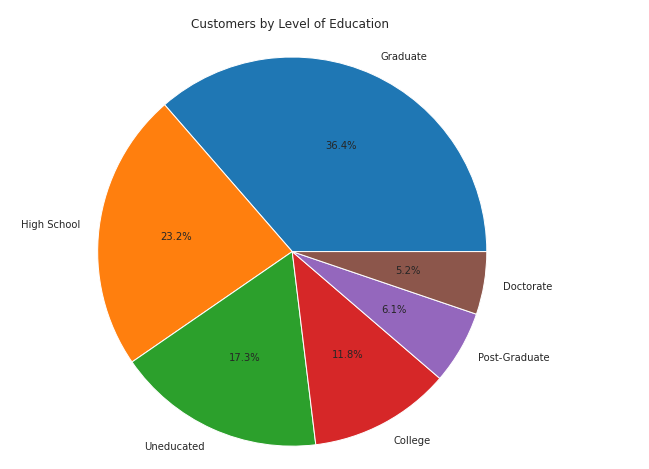 Customers by Level of Education
Graduate
36.4%
High School
23.2%
5.2%
Doctorate
6.1%
Post-Graduate
17.3%
11.8%
College
Uneducated